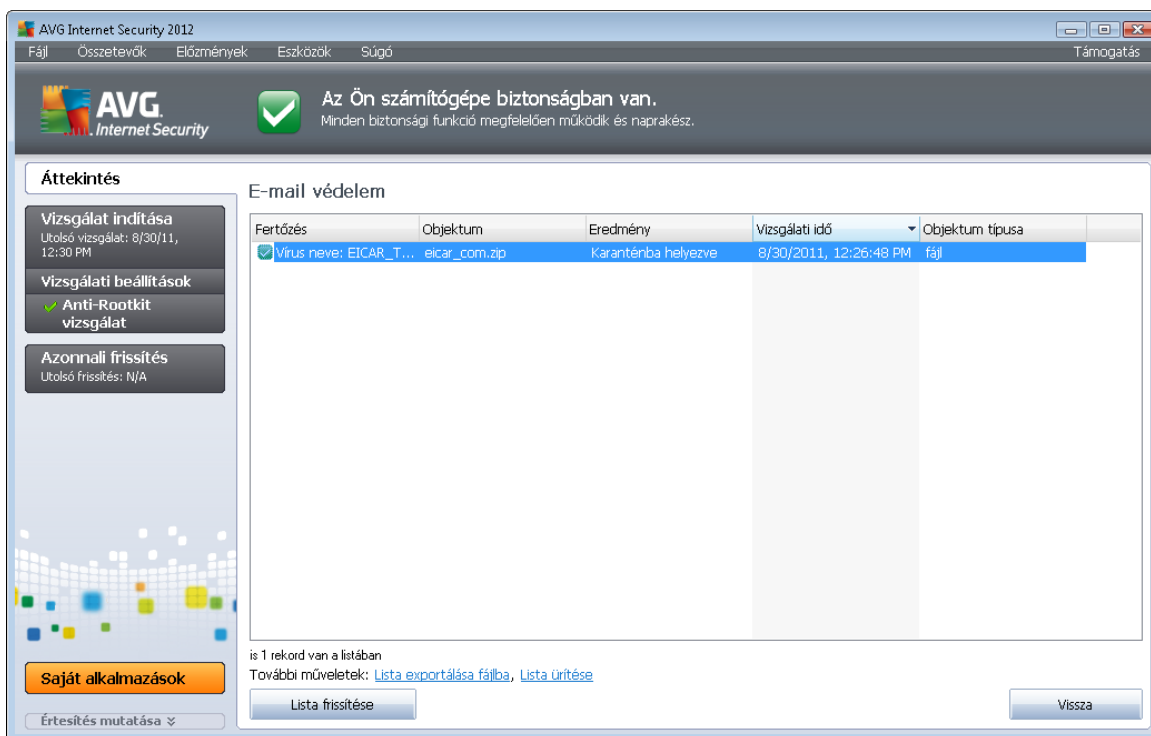 AVG Internet Security 2012
Fájl Összetevők Előzmények Eszközök Súgó Támogatás
AVG.
Internet Security
Az Ön számítógépe biztonságban van.
Minden biztonsági funkció megfelelően működik és naprakész.
Áttekintés
Vizsgálat indítása
Utolsó vizsgálat: 8/30/11,
12:30 PM
Vizsgálati beállítások
Anti-Rootkit
vizsgálat
Azonnali frissítés
Utolsó frissítés: N/A
Saját alkalmazások
Értesítés mutatása
E-mail védelem
Fertőzés Objektum Eredmény Vizsgálati idő Objektum típusa
Vírus neve: EICAR_T... eicar_com.zip Karanténba helyezve 8/30/2011, 12:26:48 PM fájl
is 1 rekord van a listában
További műveletek: Lista exportálása fájlba, Lista ürítése
Lista frissítése Vissza